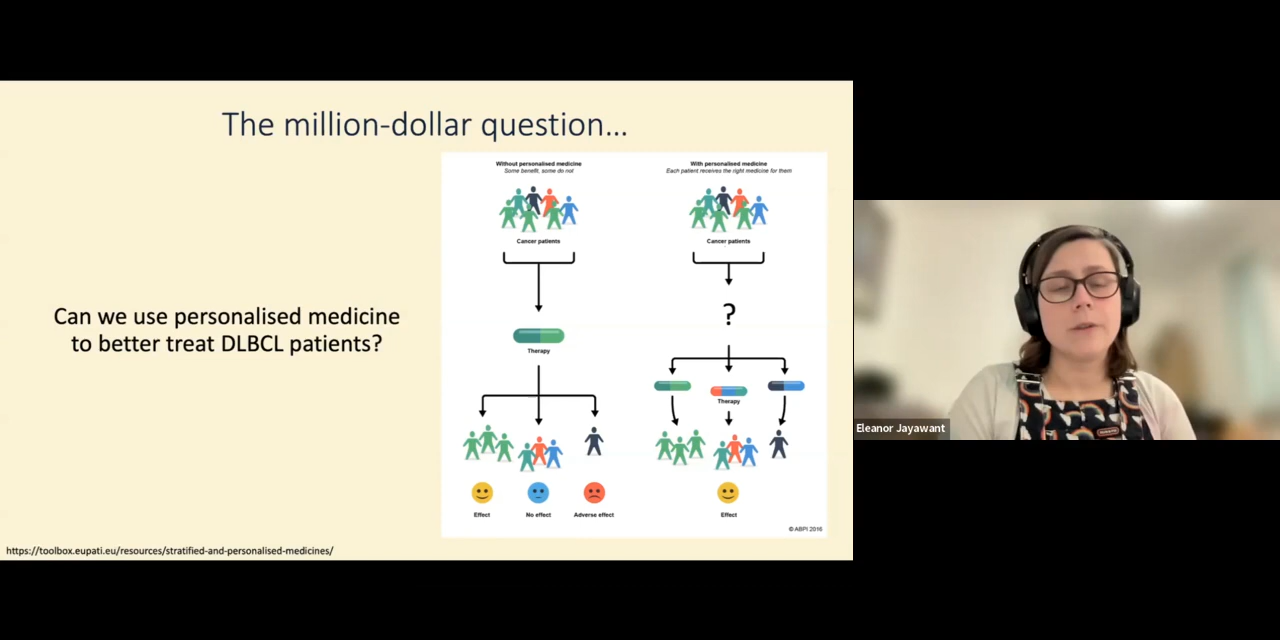 The million-dollar question...
Can we use personalised medicine
to better treat DLBCL patients?
Without personalised medicine
Some benefit, some do not
Cancer patients
Therapy
Effect
No effect
Adverse effect
With personalised medicine
Each patient receives the right medicine for them
Cancer patients
?
Therapy
Effect
© ABPI 2016
https://toolbox.eupati.eu/resources/stratified-and-personalised-medicines/
Eleanor Jayawant